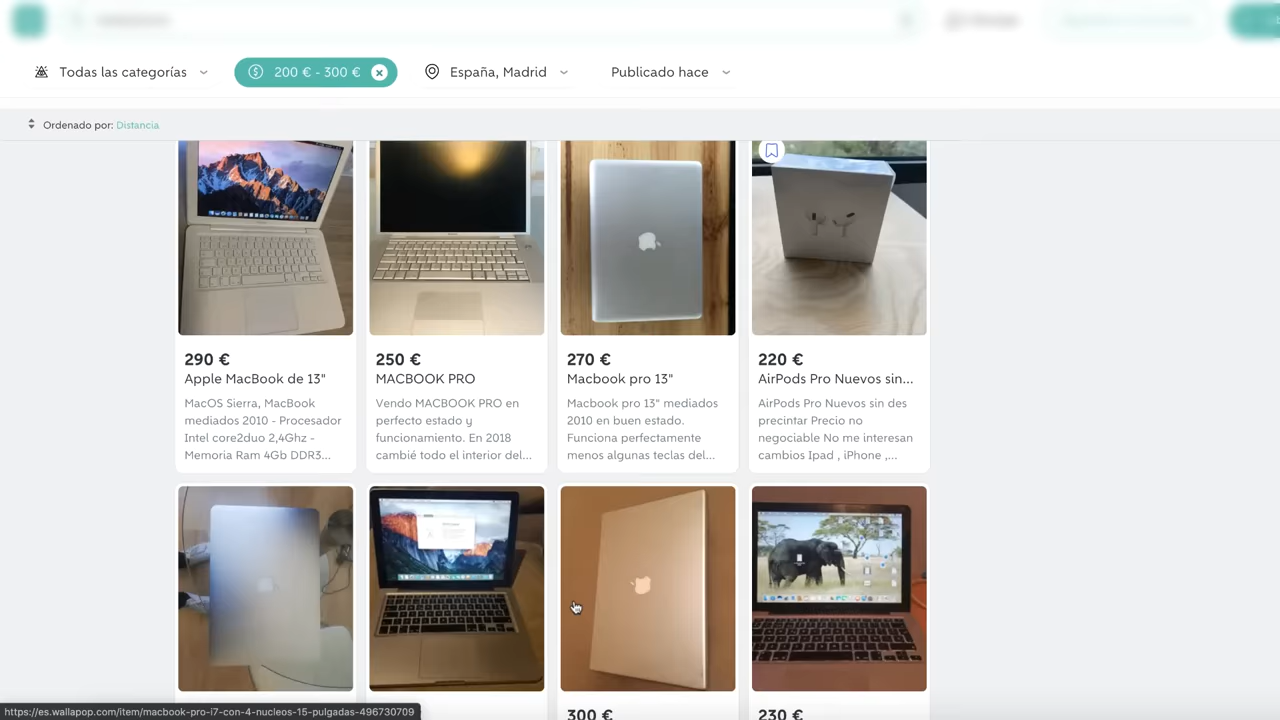 Todas las categorías
200 € - 300 €
España, Madrid
Publicado hace
Ordenado por: Distancia
290 €
Apple MacBook de 13"
MacOS Sierra, MacBook
mediados 2010 - Procesador
Intel core2duo 2,4Ghz -
Memoria Ram 4Gb DDR3...
250 €
MACBOOK PRO
Vendo MACBOOK PRO en
perfecto estado y
funcionamiento. En 2018
cambié todo el interior del...
270 €
Macbook pro 13"
Macbook pro 13" mediados
2010 en buen estado.
Funciona perfectamente
menos algunas teclas del...
220 €
AirPods Pro Nuevos sin...
AirPods Pro Nuevos sin des
precintar Precio no
negociable No me interesan
cambios Ipad , iPhone ,...
300 €
230 €
https://es.wallapop.com/item/macbook-pro-i7-con-4-nucleos-15-pulgadas-496730709